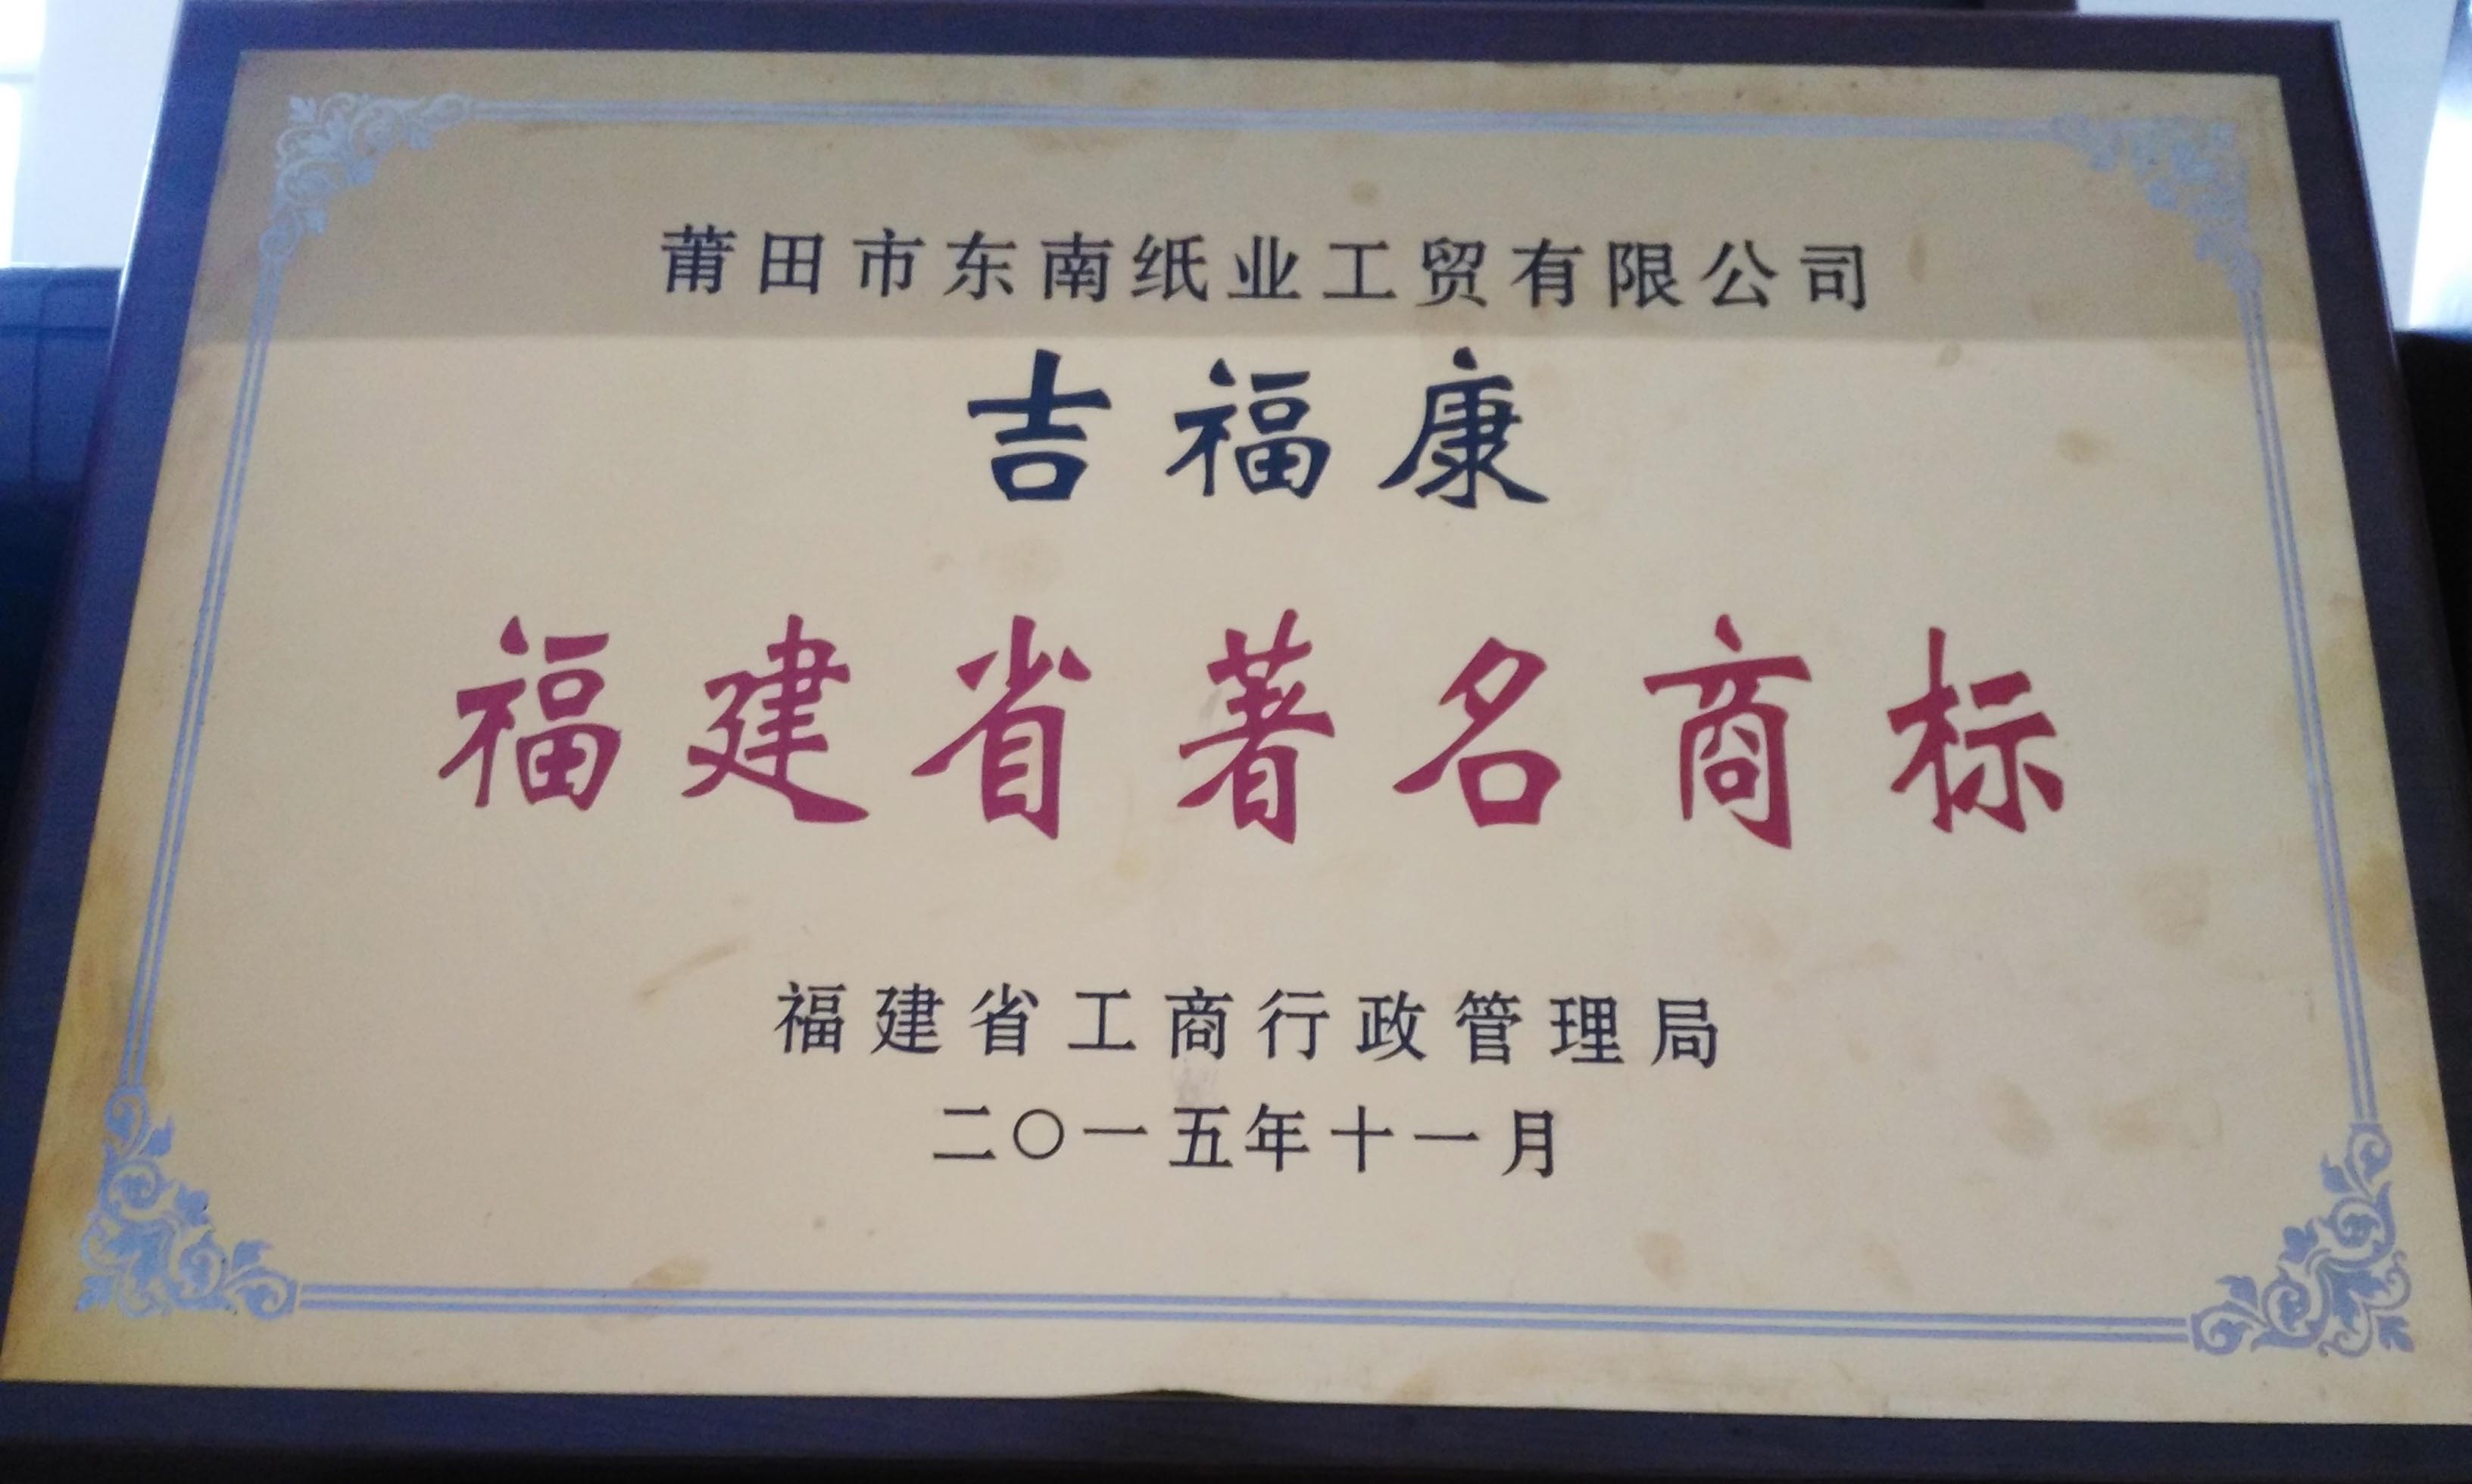 莆田市东南纸业工贸有限公司
吉福康
福建省著名商标
福建省工商行政管理局
二〇一五年十一月